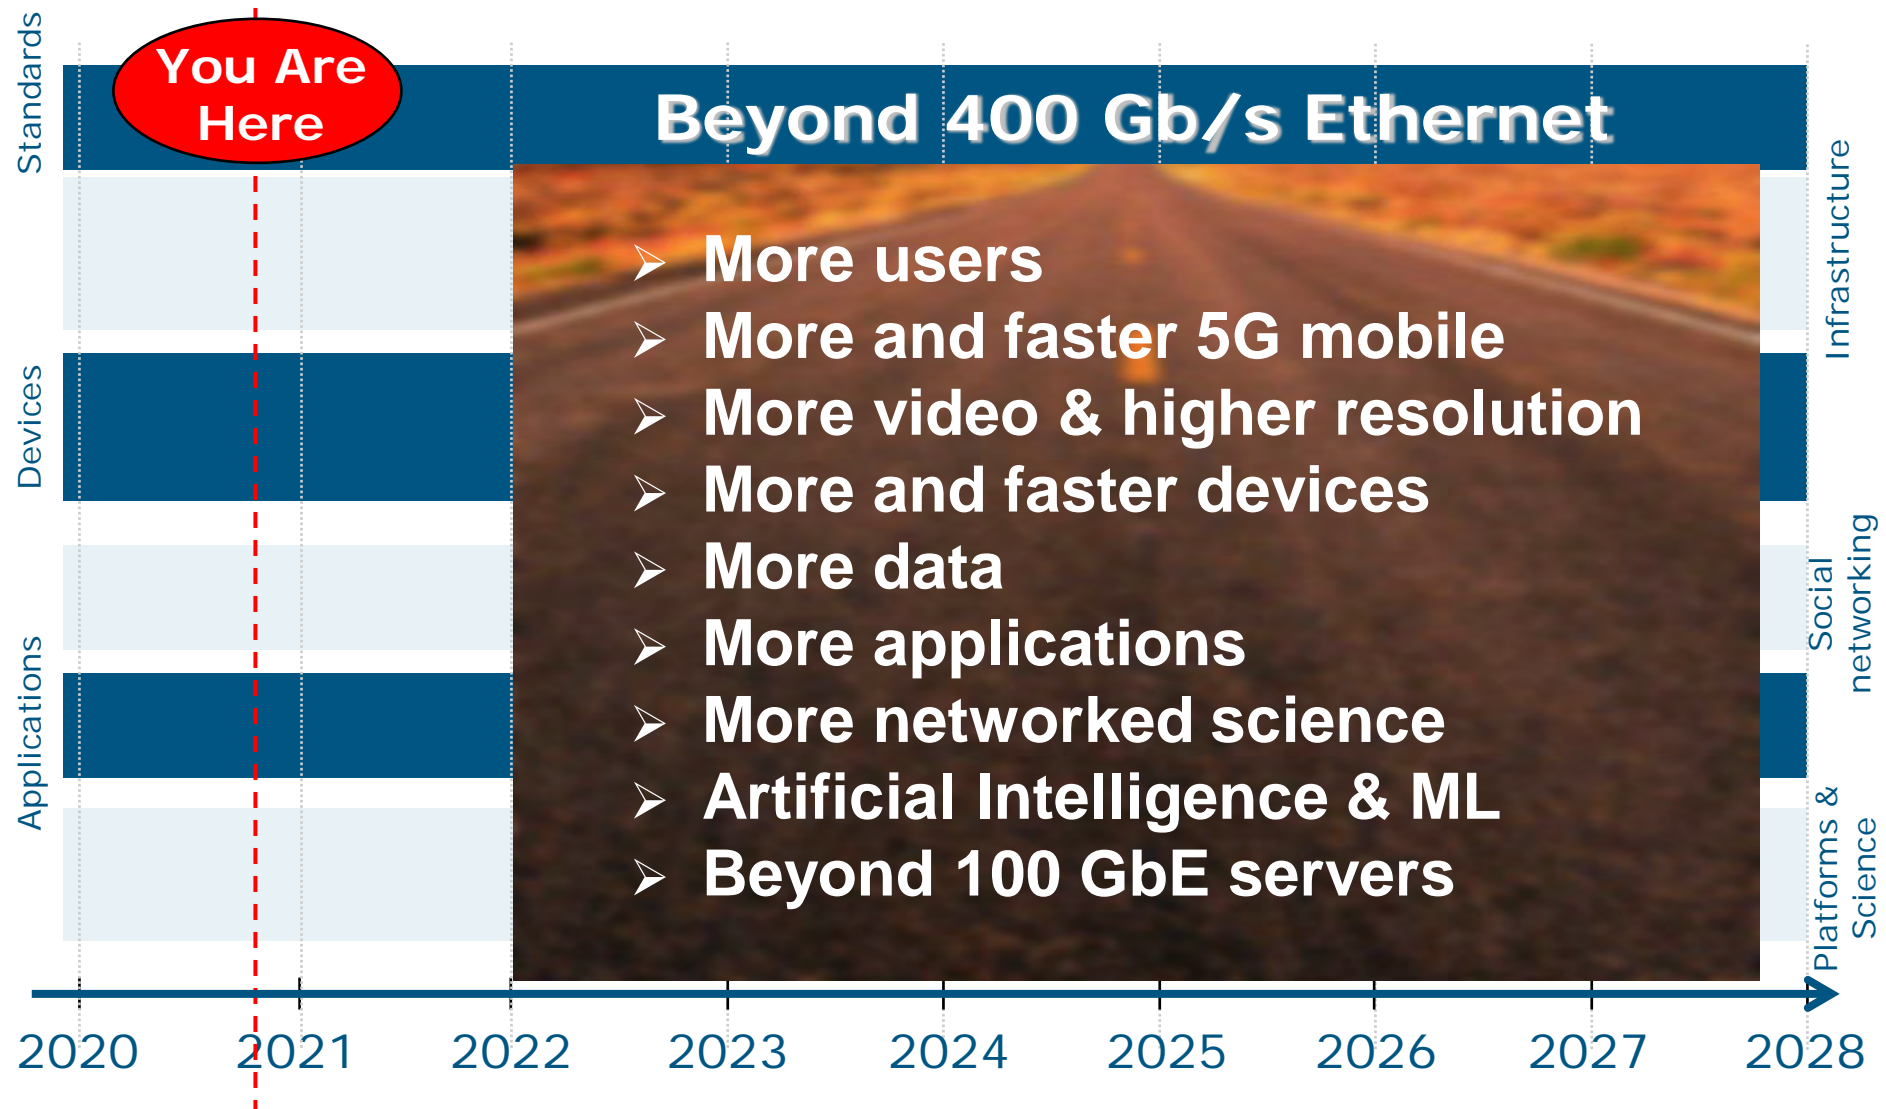 Standards
You Are
Here
Beyond 400 Gb/s Ethernet
Infrastructure
➢ More users
➢ More and faster 5G mobile
➢ More video & higher resolution
➢ More and faster devices
➢ More data
➢ More applications
➢ More networked science
➢ Artificial Intelligence & ML
➢ Beyond 100 GbE servers
Devices
Social
networking
Applications
Platforms &
Science
2020 2021 2022 2023 2024 2025 2026 2027 2028